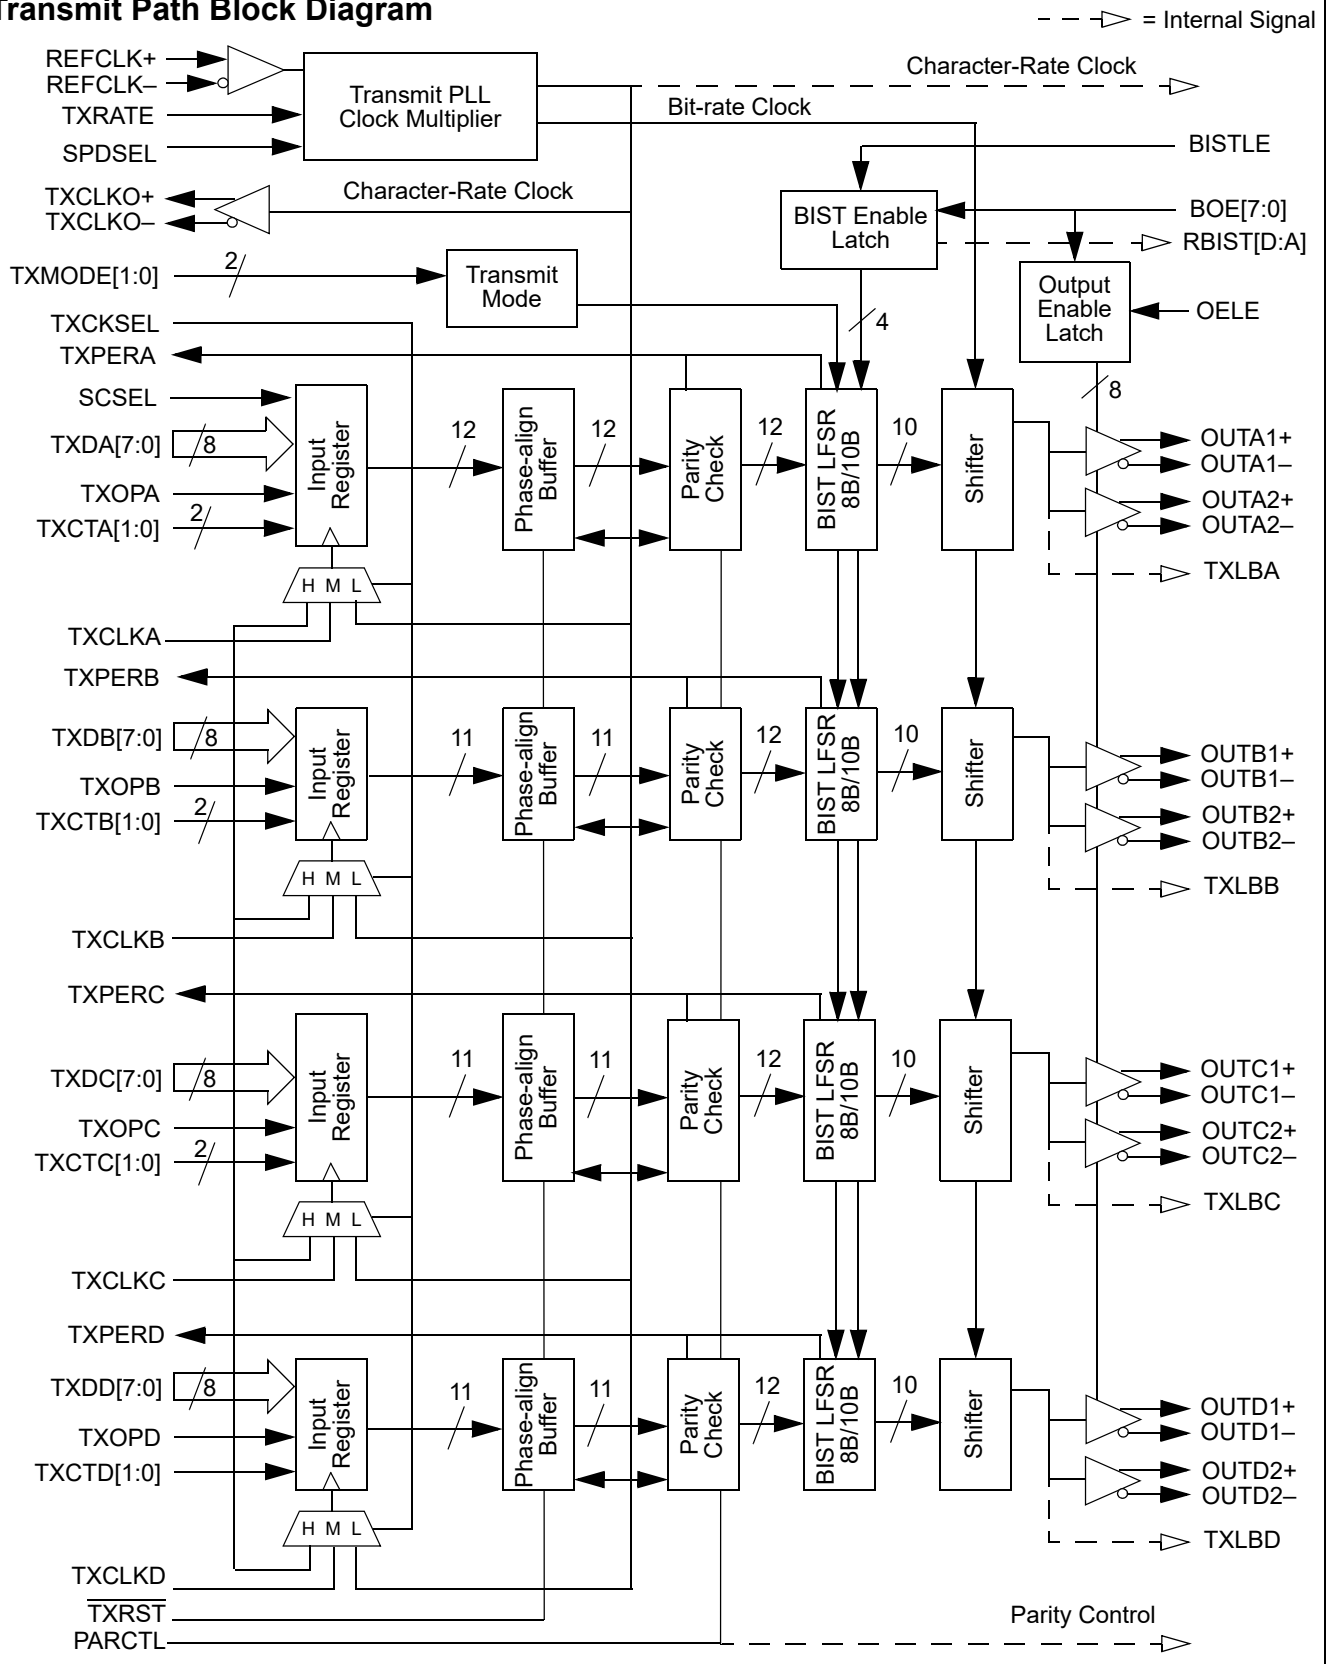 Transmit Path Block Diagram
= Internal Signal
REFCLK+
REFCLK–
TXRATE
SPDSEL
Transmit PLL
Clock Multiplier
Character-Rate Clock
Bit-rate Clock
BISTLE
TXCLKO+
TXCLKO–
Character-Rate Clock
BIST Enable
Latch
BOE[7:0]
RBIST[D:A]
TXMODE[1:0]
2
Transmit
Mode
4
Output
Enable
Latch
OELE
8
TXCKSEL
TXPERA
SCSEL
TXDA[7:0]
8
TXOPA
TXCTA[1:0]
2
Input
Register
12
Phase-align
Buffer
12
Parity
Check
12
BIST LFSR
8B/10B
10
Shifter
OUTA1+
OUTA1–
OUTA2+
OUTA2–
TXLBA
H M L
TXCLKA
TXPERB
TXDB[7:0]
8
TXOPB
TXCTB[1:0]
2
Input
Register
11
Phase-align
Buffer
11
Parity
Check
12
BIST LFSR
8B/10B
10
Shifter
OUTB1+
OUTB1–
OUTB2+
OUTB2–
TXLBB
H M L
TXCLKB
TXPERC
TXDC[7:0]
8
TXOPC
TXCTC[1:0]
2
Input
Register
11
Phase-align
Buffer
11
Parity
Check
12
BIST LFSR
8B/10B
10
Shifter
OUTC1+
OUTC1–
OUTC2+
OUTC2–
TXLBC
H M L
TXCLKC
TXPERD
TXDD[7:0]
8
TXOPD
TXCTD[1:0]
Input
Register
11
Phase-align
Buffer
11
Parity
Check
12
BIST LFSR
8B/10B
10
Shifter
OUTD1+
OUTD1–
OUTD2+
OUTD2–
TXLBD
H M L
TXCLKD
TXRST
PARCTL
Parity Control